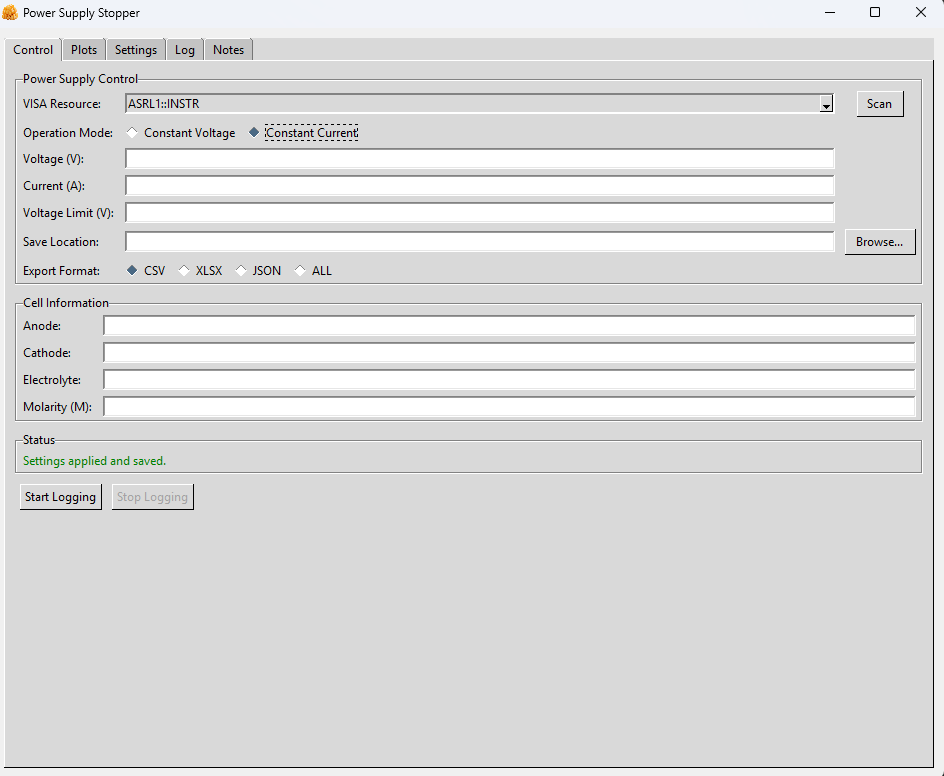 Power Supply Stopper
Control Plots Settings Log Notes
Power Supply Control
VISA Resource: ASRL1::INSTR Scan
Operation Mode: Constant Voltage Constant Current
Voltage (V):
Current (A):
Voltage Limit (V):
Save Location: Browse...
Export Format: CSV XLSX JSON ALL
Cell Information
Anode:
Cathode:
Electrolyte:
Molarity (M):
Status
Settings applied and saved.
Start Logging Stop Logging